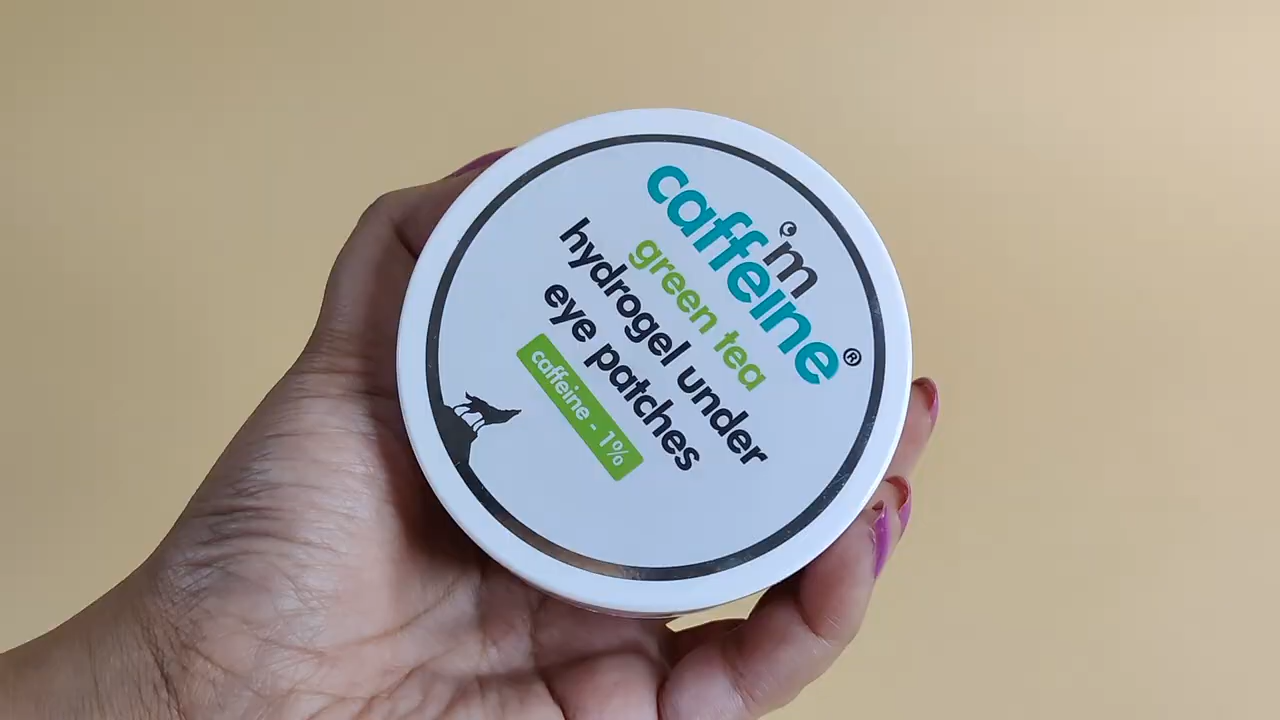 m
caffeine®
green tea
hydrogel under
eye patches
caffeine - 1%